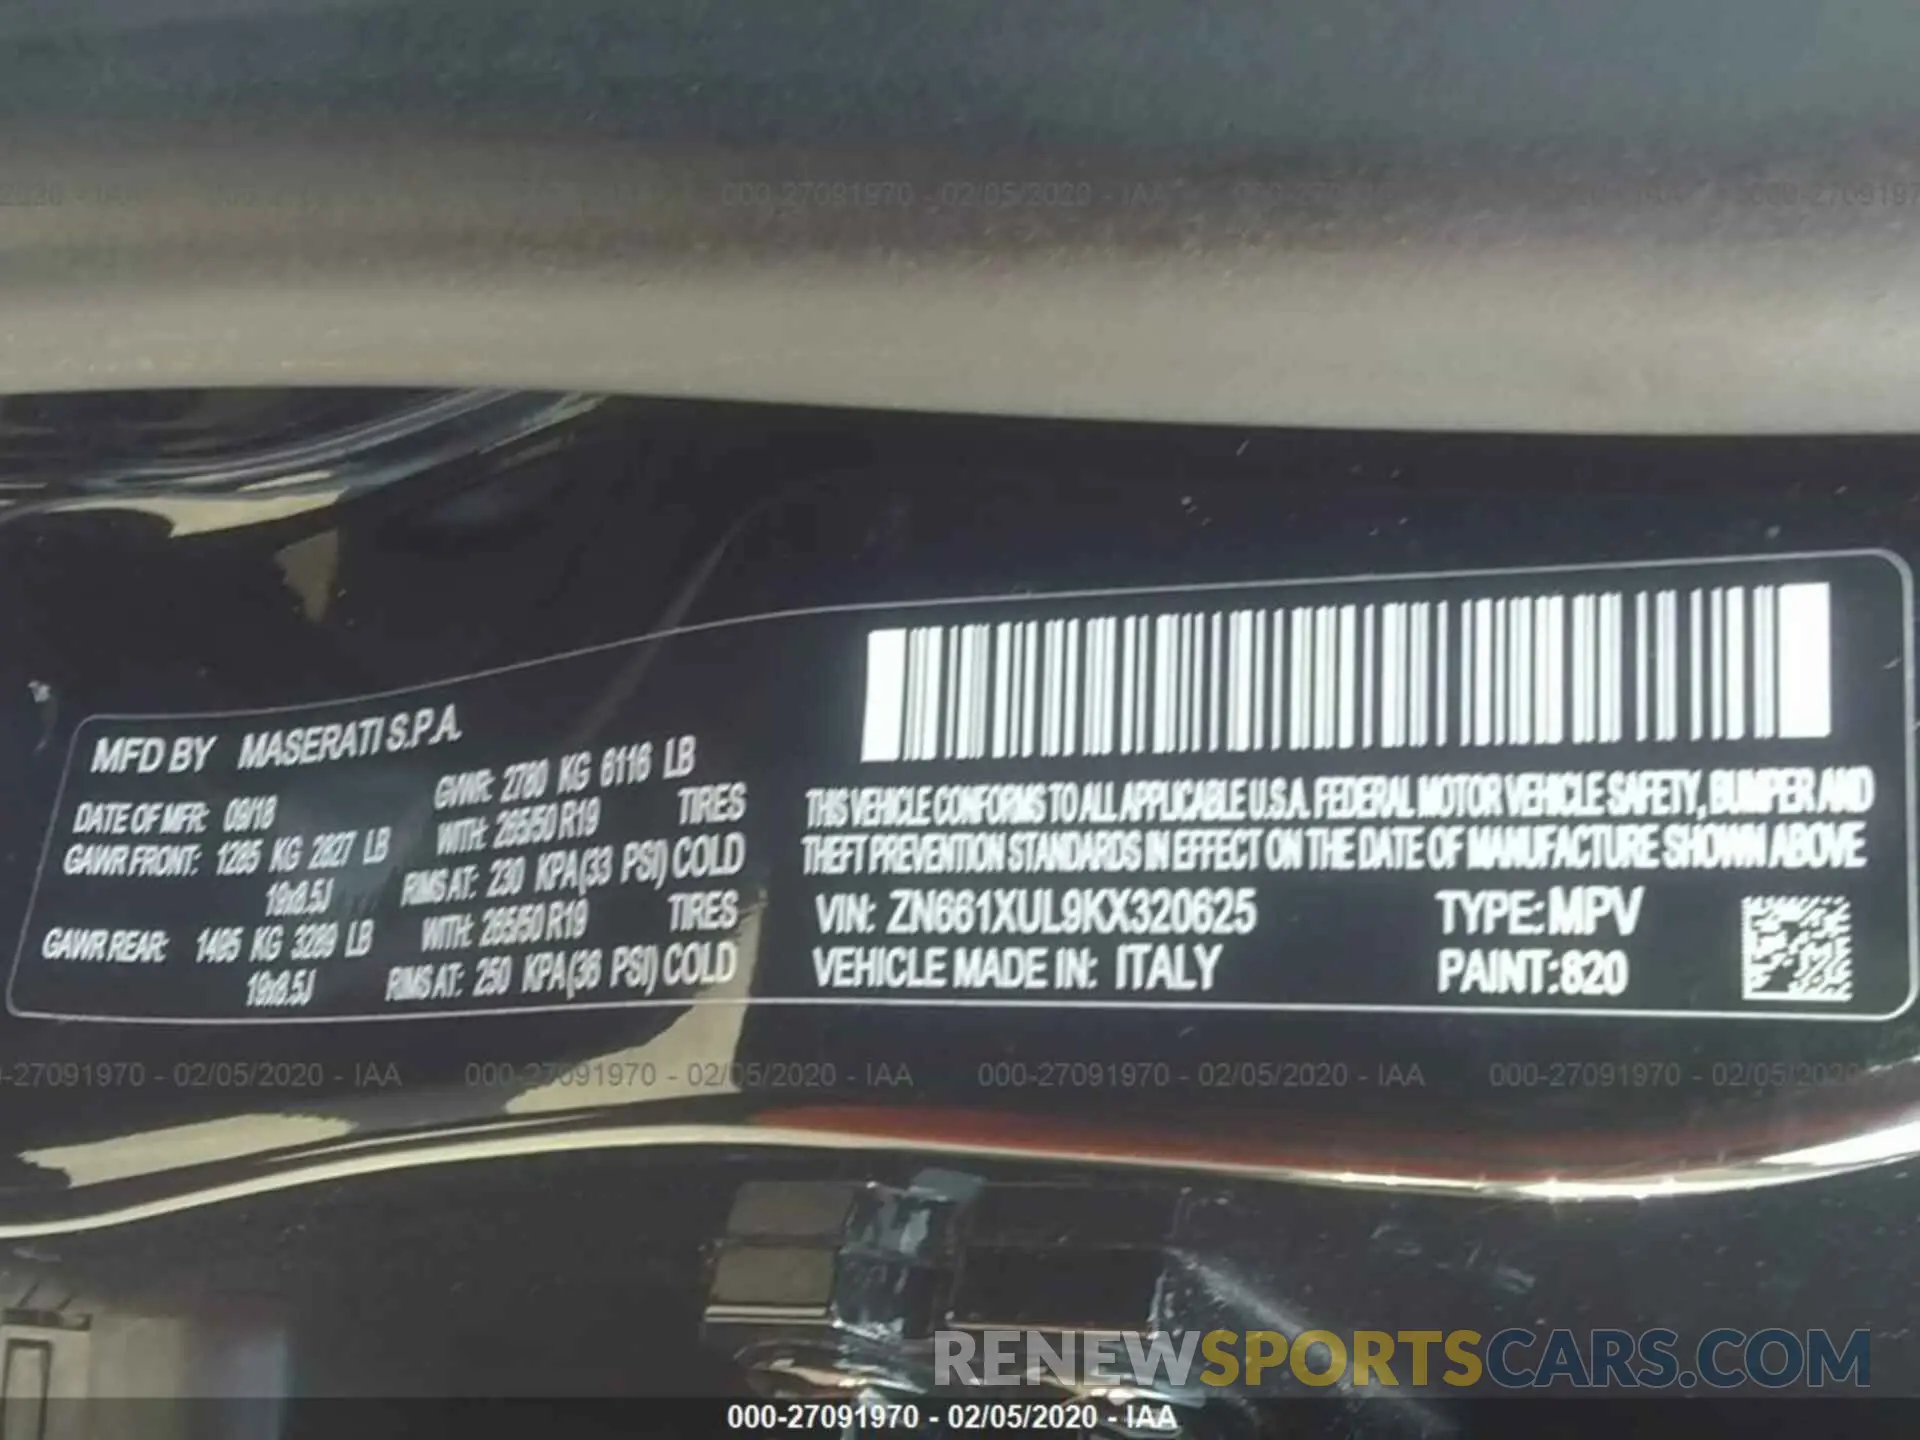 000-27091970 - 02/05/2020 - IAA
MFD BY MASERATI S.P.A.
DATE OF MFR: 09/18 GVWR: 2780 KG 6116 LB
GAWR FRONT: 1285 KG 2827 LB WITH: 265/50 R19 TIRES
19x8.5J RIMS AT: 230 KPA(33 PSI) COLD
GAWR REAR: 1495 KG 3289 LB WITH: 265/50 R19 TIRES
19x8.5J RIMS AT: 250 KPA(36 PSI) COLD
THIS VEHICLE CONFORMS TO ALL APPLICABLE U.S.A. FEDERAL MOTOR VEHICLE SAFETY, BUMPER AND
THEFT PREVENTION STANDARDS IN EFFECT ON THE DATE OF MANUFACTURE SHOWN ABOVE
VIN: ZN661XUL9KX320625 TYPE:MPV
VEHICLE MADE IN: ITALY PAINT:820
-27091970 - 02/05/2020 - IAA 000-27091970 - 02/05/2020 - IAA 000-27091970 - 02/05/2020 - IAA 000-27091970 - 02/05/2020
RENEWSPORTSCARS.COM
000-27091970 - 02/05/2020 - IAA